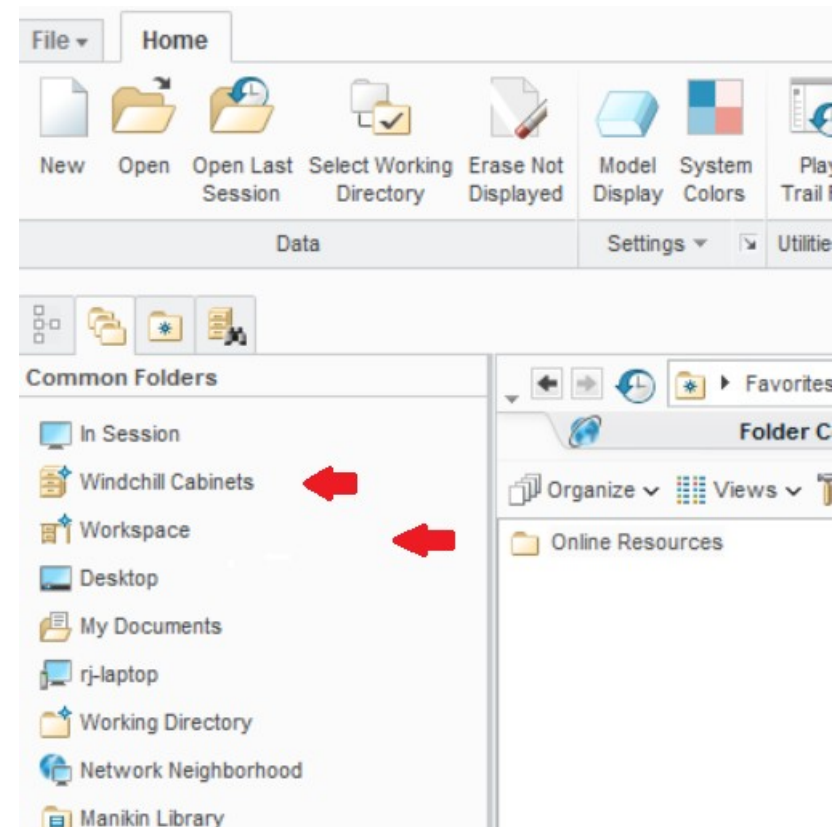 File
Home
New
Open
Open Last
Session
Select Working
Directory
Erase Not
Displayed
Model
Display
System
Colors
Data
Settings
Common Folders
Favorites
In Session
Folder
Windchill Cabinets
Organize
Views
Workspace
Online Resources
Desktop
My Documents
rj-laptop
Working Directory
Network Neighborhood
Manikin Library